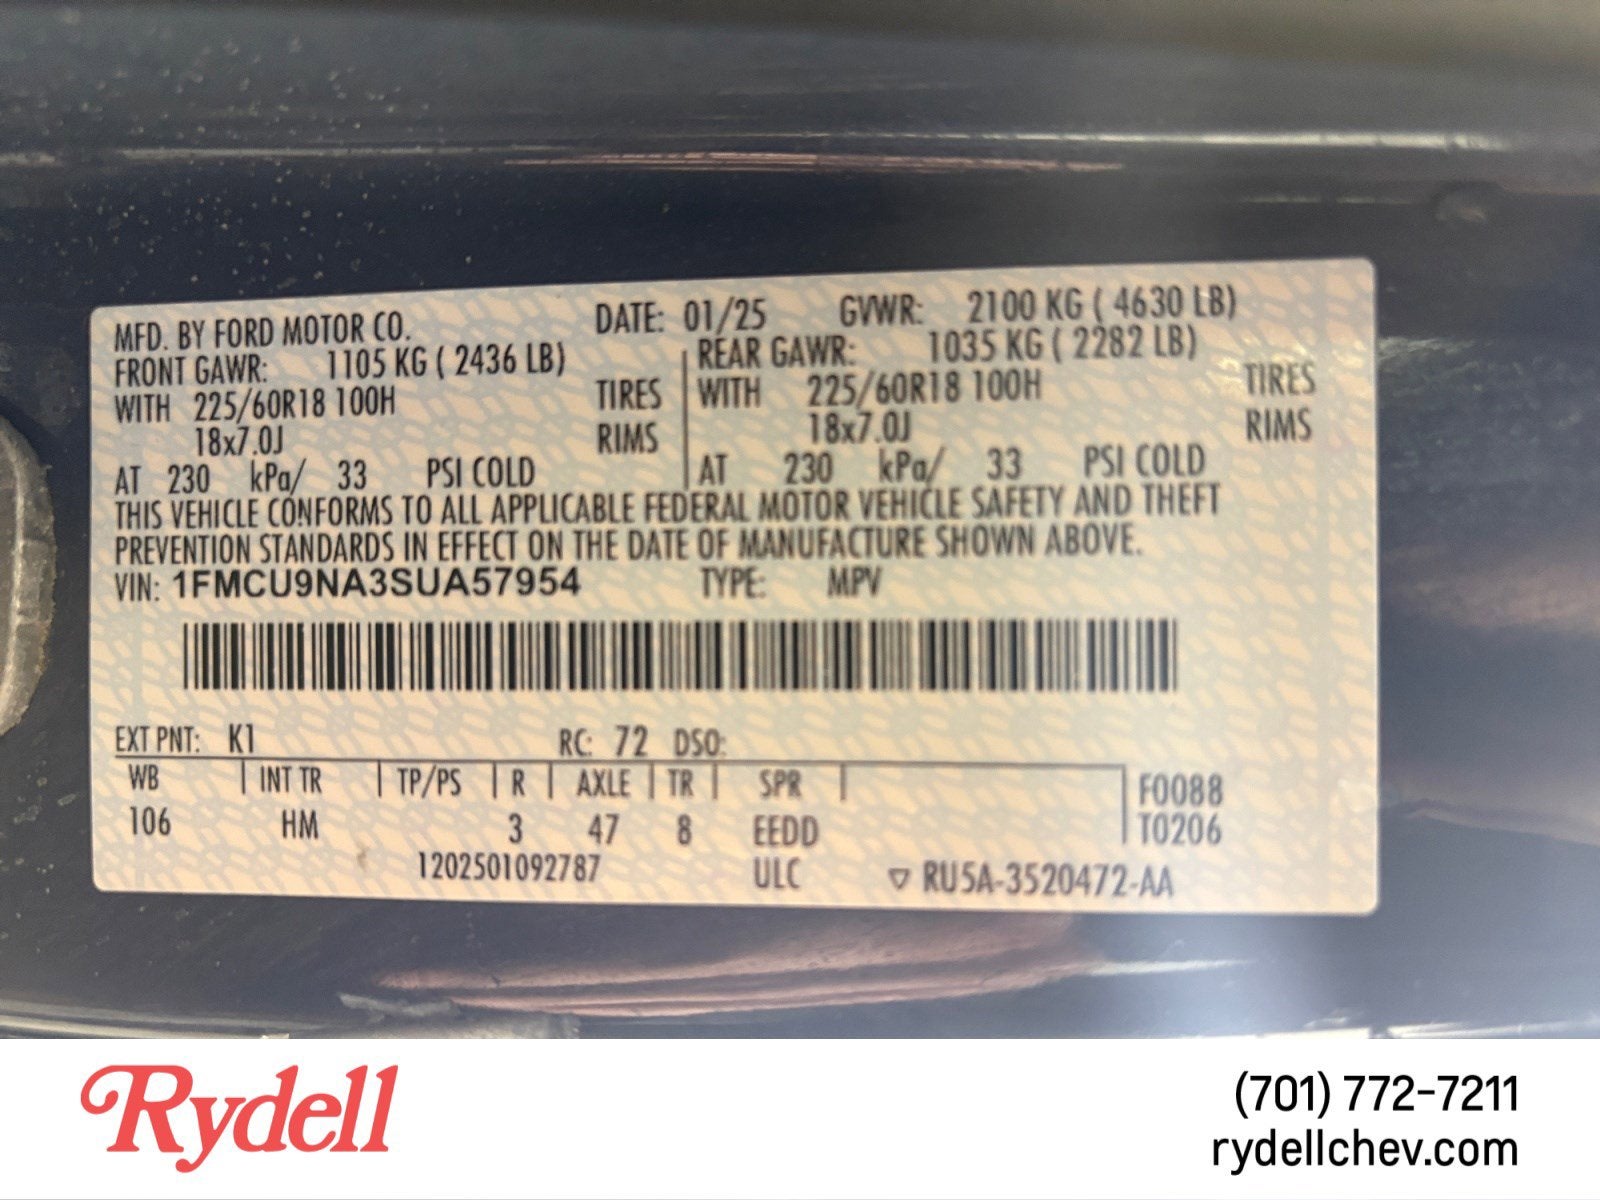 MFD. BY FORD MOTOR CO. DATE: 01/25 GVWR: 2100 KG ( 4630 LB)
FRONT GAWR: 1105 KG ( 2436 LB) REAR GAWR: 1035 KG ( 2282 LB)
WITH 225/60R18 100H TIRES WITH 225/60R18 100H TIRES
18x7.0J RIMS 18x7.0J RIMS
AT 230 kPa/ 33 PSI COLD AT 230 kPa/ 33 PSI COLD
THIS VEHICLE CONFORMS TO ALL APPLICABLE FEDERAL MOTOR VEHICLE SAFETY AND THEFT
PREVENTION STANDARDS IN EFFECT ON THE DATE OF MANUFACTURE SHOWN ABOVE.
VIN: 1FMCU9NA3SUA57954 TYPE: MPV
EXT PNT: K1 RC: 72 DSO:
WB INT TR TP/PS R AXLE TR SPR F0088
106 HM 3 47 8 EEDD T0206
1202501092787 ULC ▽ RU5A-3520472-AA
Rydell
(701) 772-7211
rydellchev.com